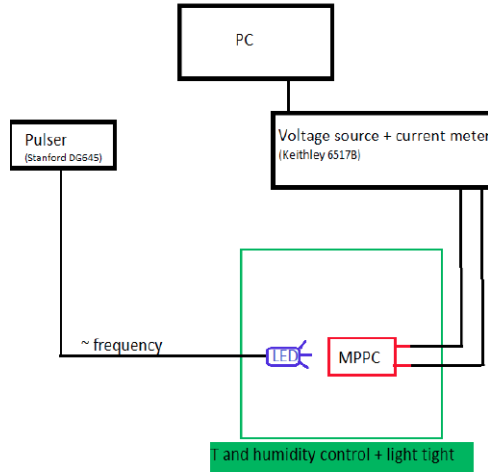 PC
Pulser
(Stanford DG645)
Voltage source + current meter
(Keithley 6517B)
~ frequency
LED
MPPC
T and humidity control + light tight